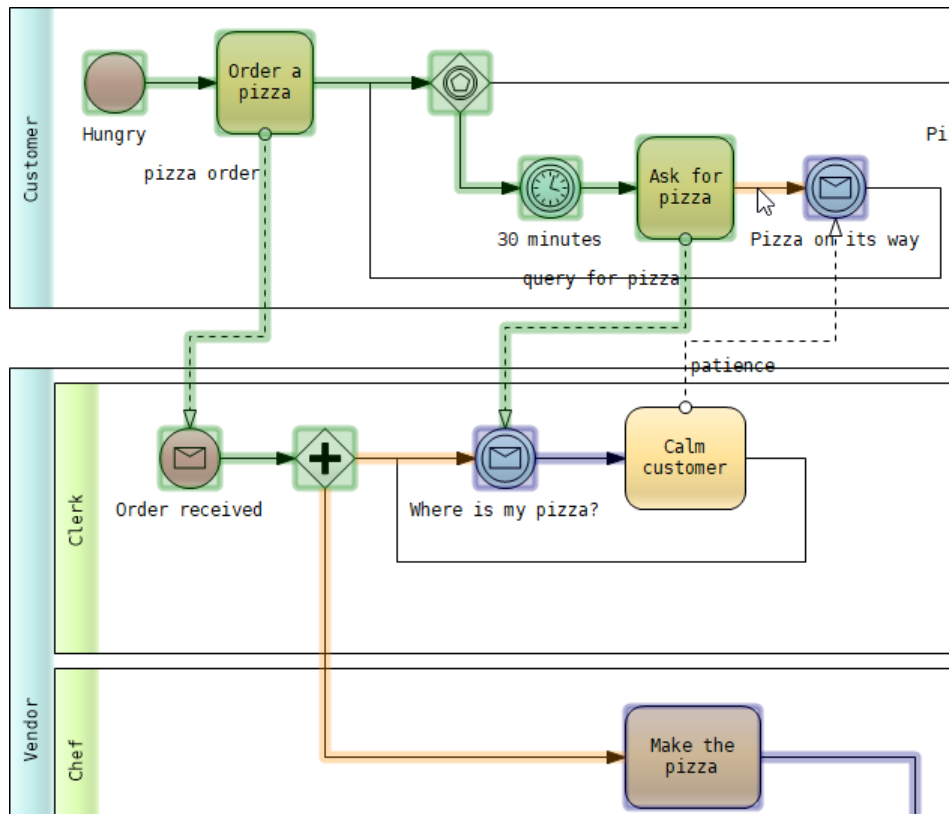 Customer
Hungry
Order a
pizza
pizza order
30 minutes
Ask for
pizza
Pizza on its way
Pi
query for pizza
patience
Vendor
Clerk
Order received
Where is my pizza?
Calm
customer
Chef
Make the
pizza